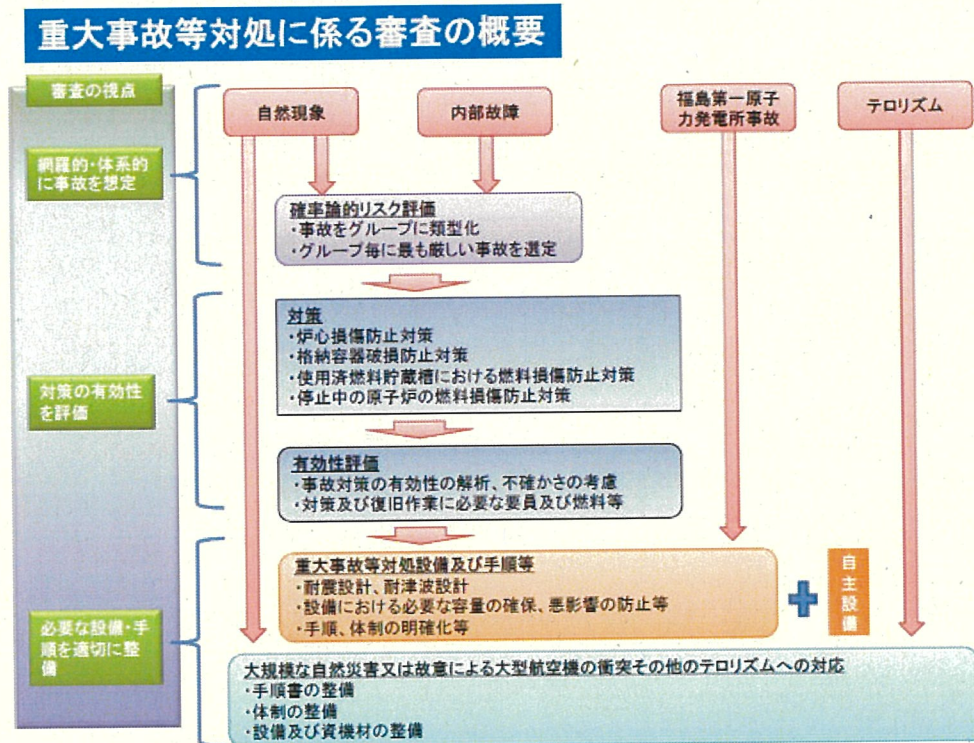 重大事故等対処に係る審査の概要
審査の視点
自然現象
内部故障
福島第一原子
力発電所事故
テロリズム
網羅的・体系的
に事故を想定
確率論的リスク評価
・事故をグループに類型化
・グループ毎に最も厳しい事故を選定
対策
・炉心損傷防止対策
・格納容器破損防止対策
・使用済燃料貯蔵槽における燃料損傷防止対策
・停止中の原子炉の燃料損傷防止対策
対策の有効性
を評価
有効性評価
・事故対策の有効性の解析、不確かさの考慮
・対策及び復旧作業に必要な要員及び燃料等
重大事故等対処設備及び手順等
・耐震設計、耐津波設計
・設備における必要な容量の確保、悪影響の防止等
・手順、体制の明確化等
自主設備
必要な設備・手
順を適切に整
備
大規模な自然災害又は故意による大型航空機の衝突その他のテロリズムへの対応
・手順書の整備
・体制の整備
・設備及び資機材の整備